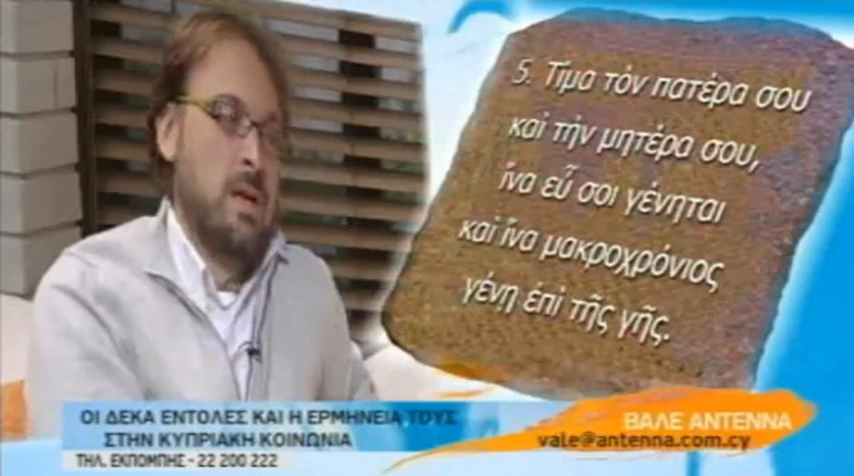 5. Τίμα τὸν πατέρα σου
καὶ τὴν μητέρα σου,
ἵνα εὖ σοι γένηται
καὶ ἵνα μακροχρόνιος
γένῃ ἐπὶ τῆς γῆς.
ΟΙ ΔΕΚΑ ΕΝΤΟΛΕΣ ΚΑΙ Η ΕΡΜΗΝΕΙΑ ΤΟΥΣ
ΣΤΗΝ ΚΥΠΡΙΑΚΗ ΚΟΙΝΩΝΙΑ
ΤΗΛ. ΕΚΠΟΜΠΗΣ - 22 200 222
ΒΑΛΕ ΑΝΤΕΝΝΑ
vale@antenna.com.cy